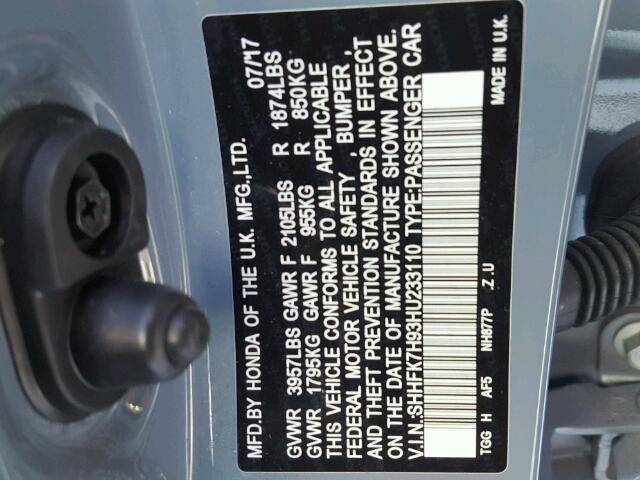 MFD.BY HONDA OF THE U.K. MFG.,LTD. 07/17
GVWR 3957LBS GAWR F 2105LBS R 1874LBS
GVWR 1795KG GAWR F 955KG R 850KG
THIS VEHICLE CONFORMS TO ALL APPLICABLE
FEDERAL MOTOR VEHICLE SAFETY , BUMPER ,
AND THEFT PREVENTION STANDARDS IN EFFECT
ON THE DATE OF MANUFACTURE SHOWN ABOVE.
V.I.N.:SHHFK7H93HU233110 TYPE:PASSENGER CAR
TGG H AF5 NH877P .Z.U
MADE IN U.K.